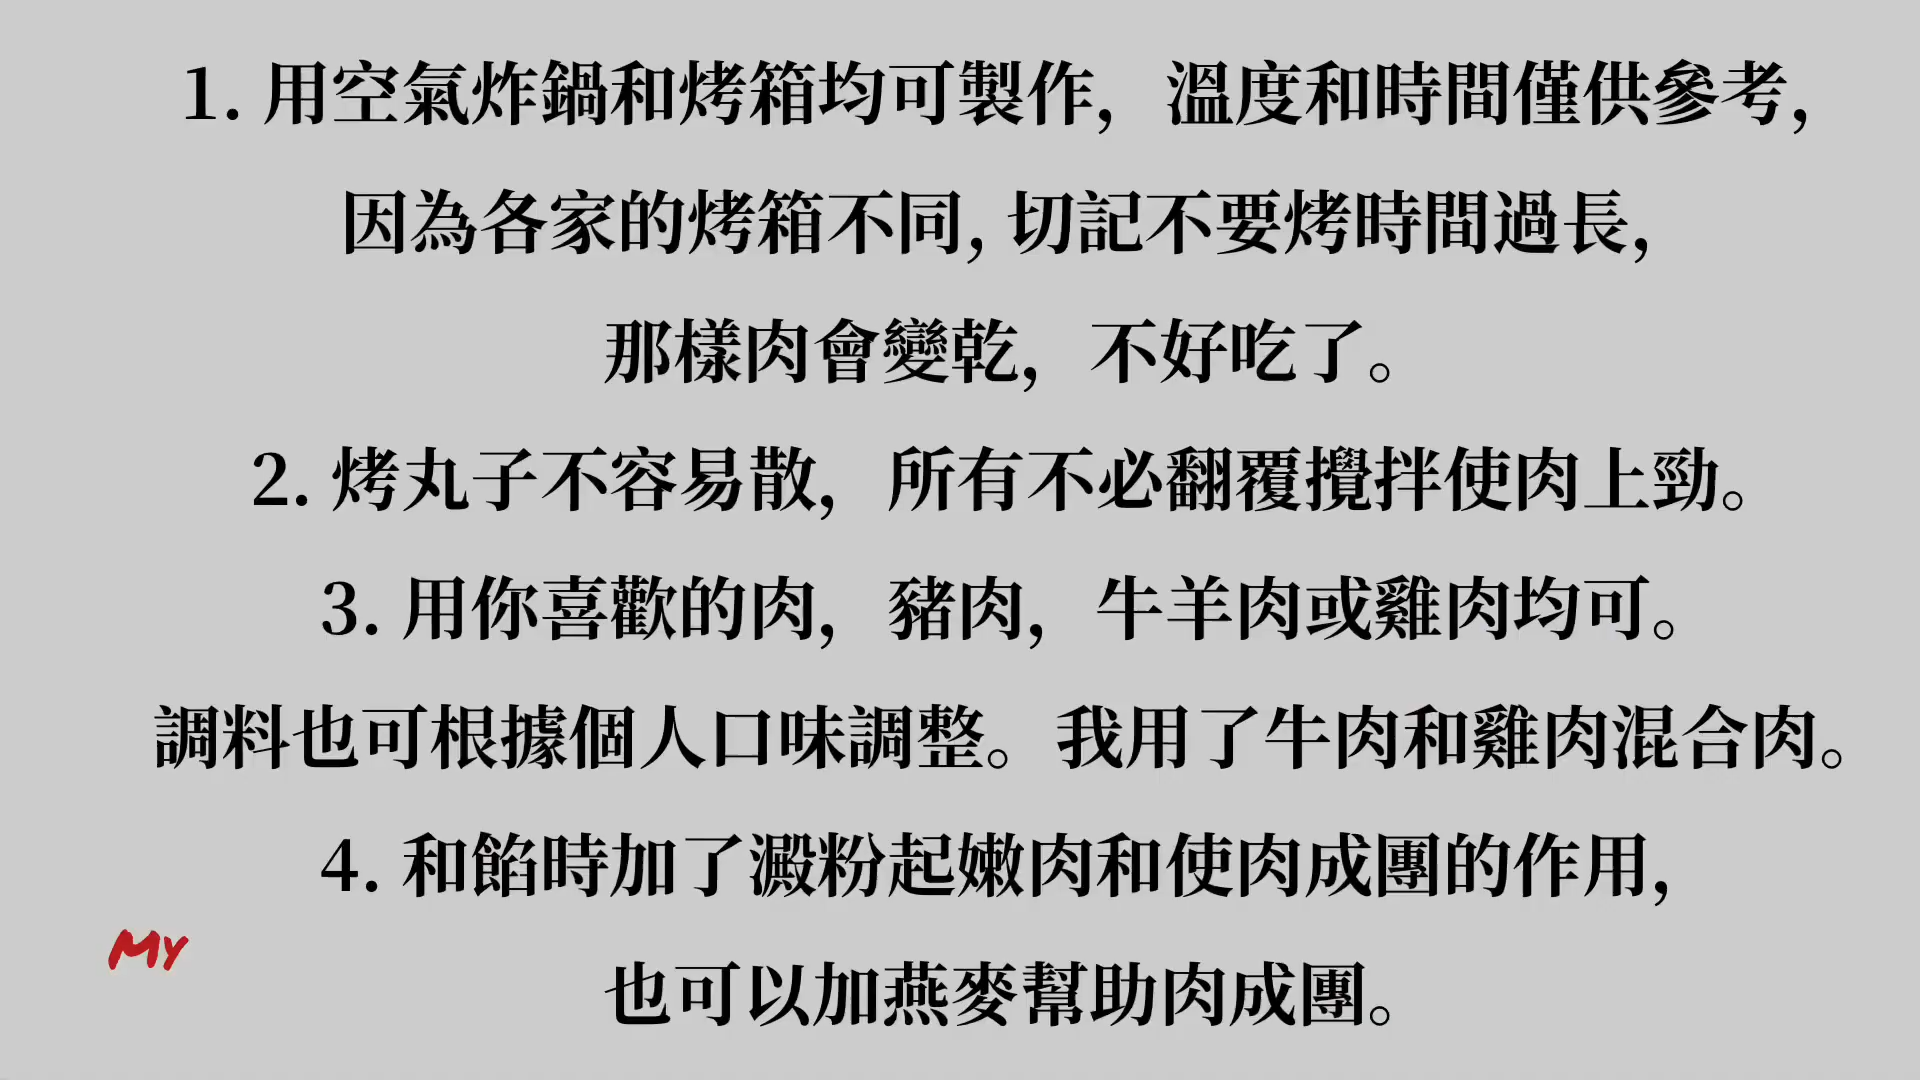 1. 用空氣炸鍋和烤箱均可製作，溫度和時間僅供參考，
因為各家的烤箱不同, 切記不要烤時間過長,
那樣肉會變乾，不好吃了。
2. 烤丸子不容易散，所有不必翻覆攪拌使肉上勁。
3. 用你喜歡的肉，豬肉，牛羊肉或雞肉均可。
調料也可根據個人口味調整。我用了牛肉和雞肉混合肉。
4. 和餡時加了澱粉起嫩肉和使肉成團的作用，
MY
也可以加燕麥幫助肉成團。